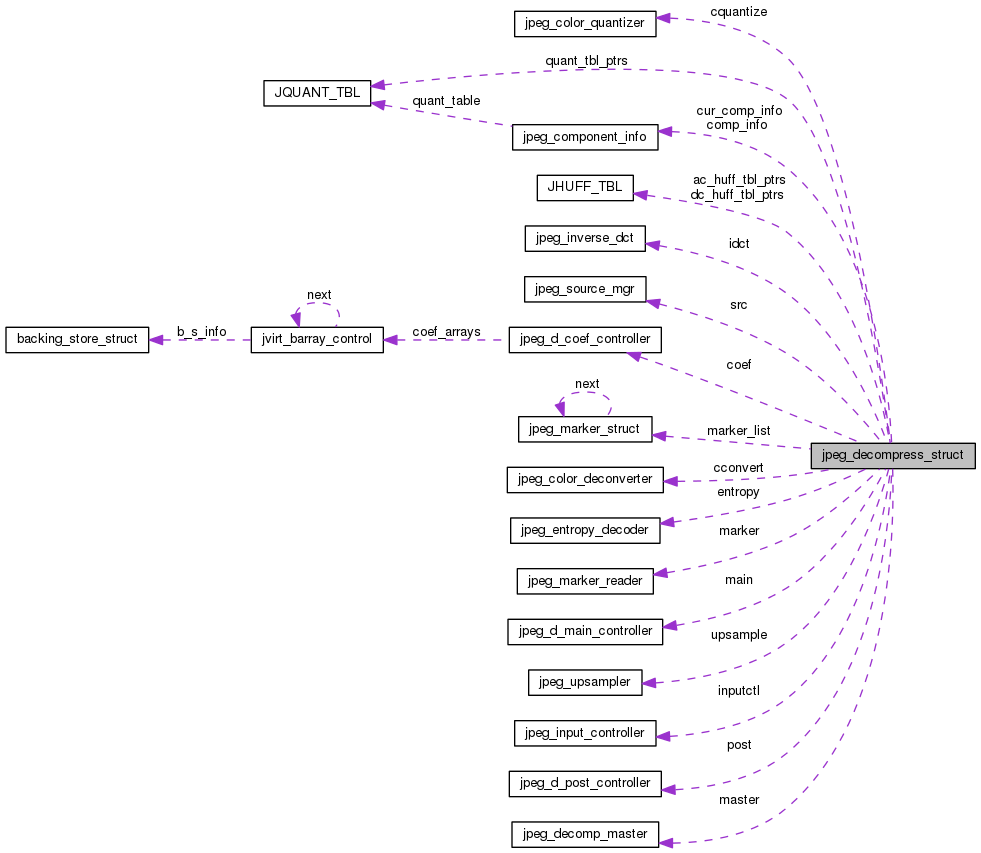 cquantize
jpeg_color_quantizer
quant_tbl_ptrs
JQUANT_TBL
quant_table
cur_comp_info
comp_info
jpeg_component_info
ac_huff_tbl_ptrs
dc_huff_tbl_ptrs
JHUFF_TBL
jpeg_inverse_dct
idct
jpeg_source_mgr
src
next
b_s_info
coef_arrays
backing_store_struct
jvirt_barray_control
jpeg_d_coef_controller
coef
next
jpeg_marker_struct
marker_list
jpeg_decompress_struct
cconvert
jpeg_color_deconverter
entropy
jpeg_entropy_decoder
marker
jpeg_marker_reader
main
jpeg_d_main_controller
upsample
jpeg_upsampler
inputctl
jpeg_input_controller
post
jpeg_d_post_controller
master
jpeg_decomp_master